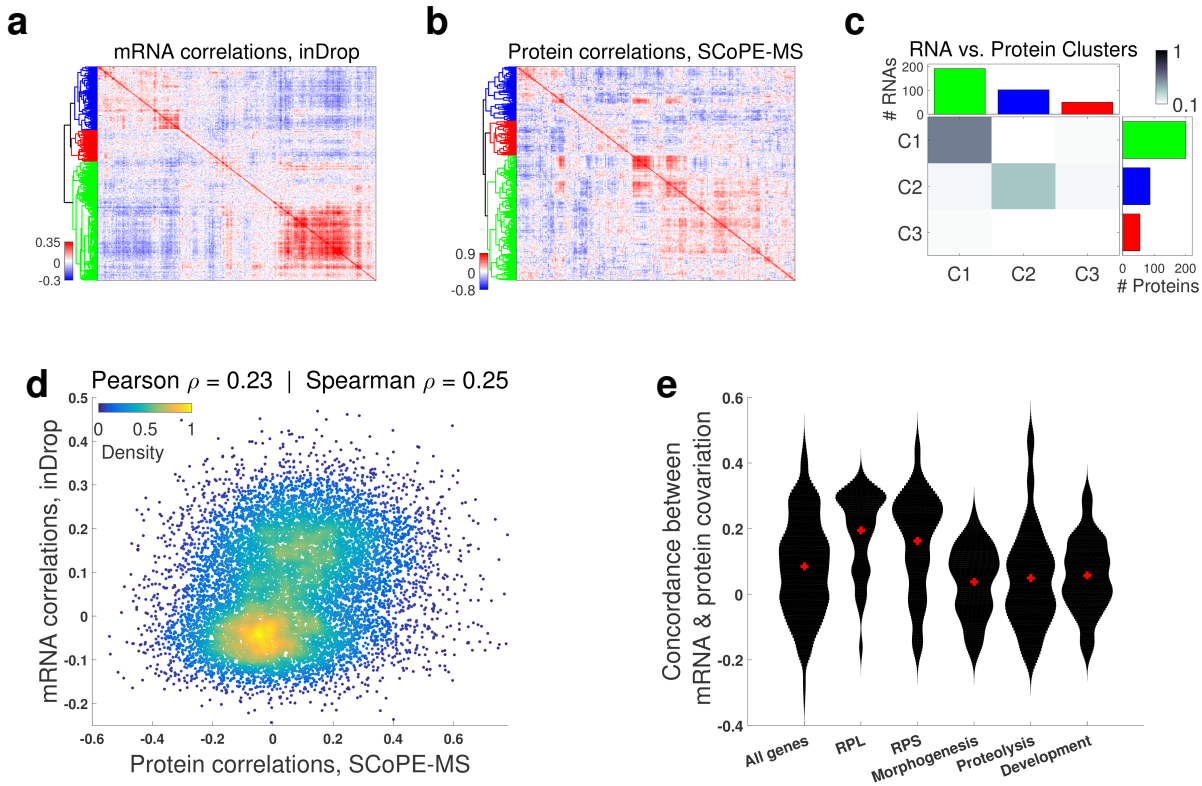 a
mRNA correlations, inDrop
0.35
0
-0.3
b
Protein correlations, SCoPE-MS
0.9
0
-0.8
c
RNA vs. Protein Clusters
1
0.1
# RNAs
200
100
0
C1
C2
C3
C1 C2 C3
0 100 200
# Proteins
d
Pearson ρ = 0.23 | Spearman ρ = 0.25
0 0.5 1
Density
mRNA correlations, inDrop
0.5
0.4
0.3
0.2
0.1
0
-0.1
-0.2
-0.6 -0.4 -0.2 0 0.2 0.4 0.6
Protein correlations, SCoPE-MS
e
Concordance between
mRNA & protein covariation
0.6
0.4
0.2
0
-0.2
-0.4
All genes
RPL
RPS
Morphogenesis
Proteolysis
Development